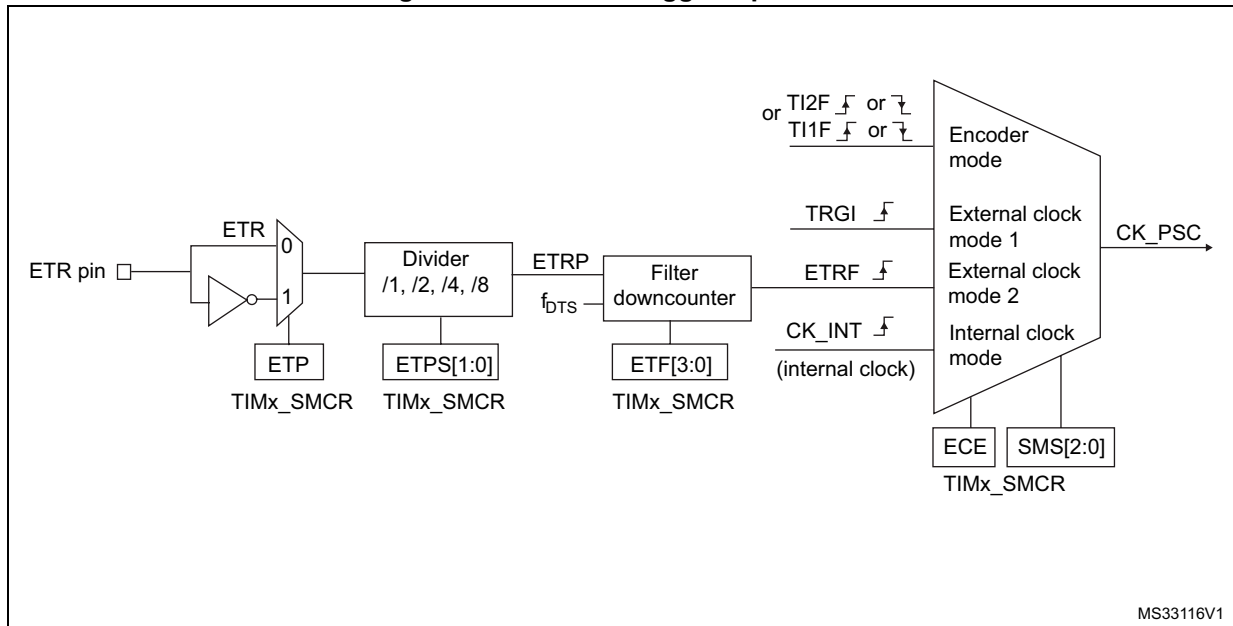 or TI2F or
TI1F or
Encoder
mode
TRGI
External clock
mode 1
CK_PSC
ETR
0
ETR pin
1
Divider
/1, /2, /4, /8
ETRP
fDTS
Filter
downcounter
ETRF
External clock
mode 2
CK_INT
(internal clock)
Internal clock
mode
ETP
TIMx_SMCR
ETPS[1:0]
TIMx_SMCR
ETF[3:0]
TIMx_SMCR
ECE
SMS[2:0]
TIMx_SMCR
MS33116V1